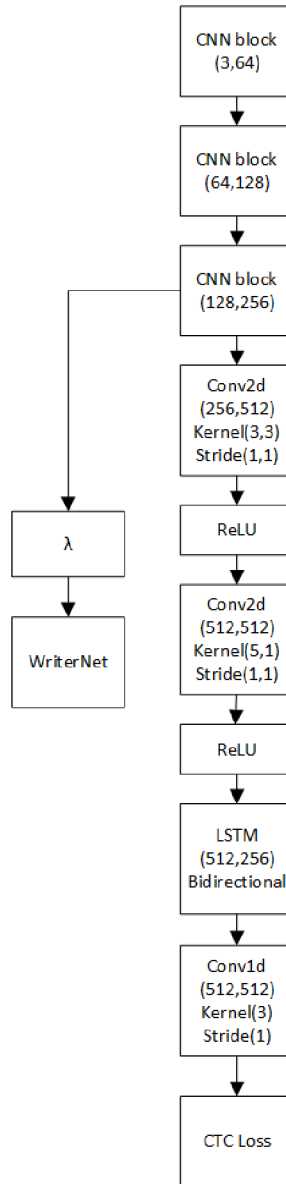 CNN block
(3,64)
CNN block
(64,128)
CNN block
(128,256)
Conv2d
(256,512)
Kernel(3,3)
Stride(1,1)
λ
ReLU
WriterNet
Conv2d
(512,512)
Kernel(5,1)
Stride(1,1)
ReLU
LSTM
(512,256)
Bidirectional
Conv1d
(512,512)
Kernel(3)
Stride(1)
CTC Loss